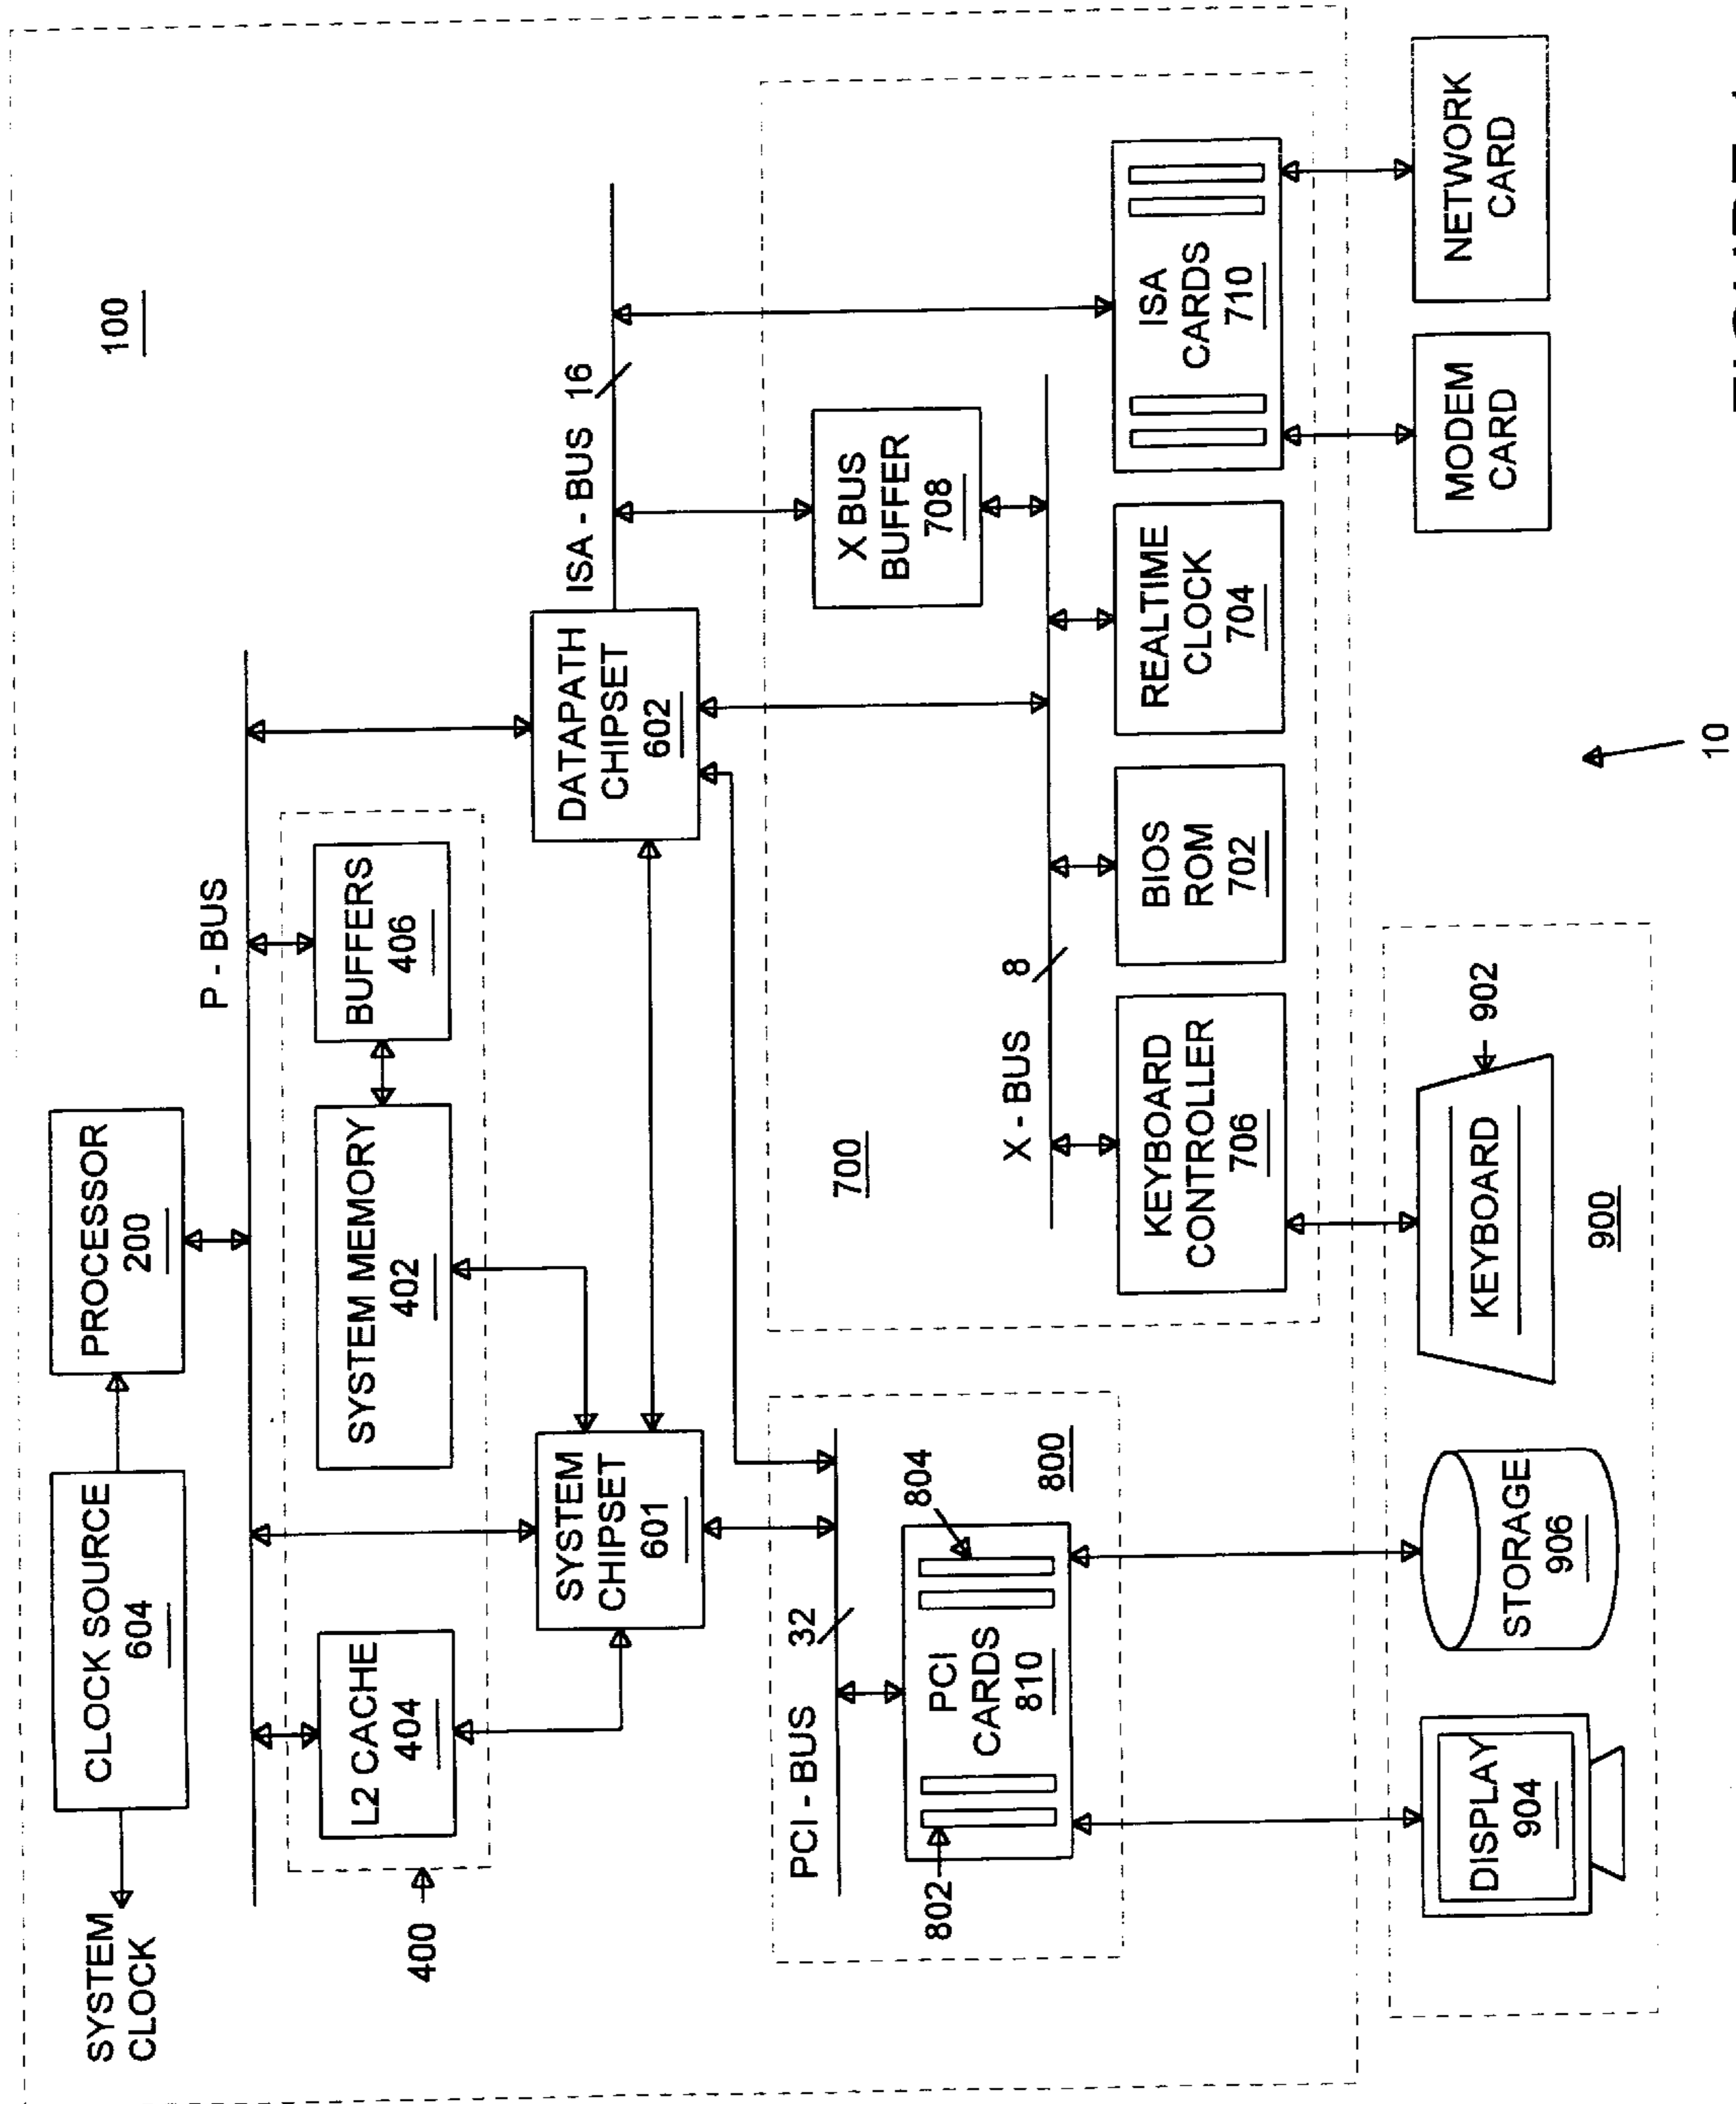 100
SYSTEM
CLOCK
CLOCK SOURCE
604
PROCESSOR
200
P - BUS
400
L2 CACHE
404
SYSTEM MEMORY
402
BUFFERS
406
SYSTEM
CHIPSET
601
DATAPATH
CHIPSET
602
ISA - BUS 16
PCI - BUS 32
802
PCI
CARDS
810
804
800
700
X BUS
BUFFER
708
X - BUS 8
KEYBOARD
CONTROLLER
706
BIOS
ROM
702
REALTIME
CLOCK
704
ISA
CARDS
710
DISPLAY
904
STORAGE
906
KEYBOARD
902
900
MODEM
CARD
NETWORK
CARD
10